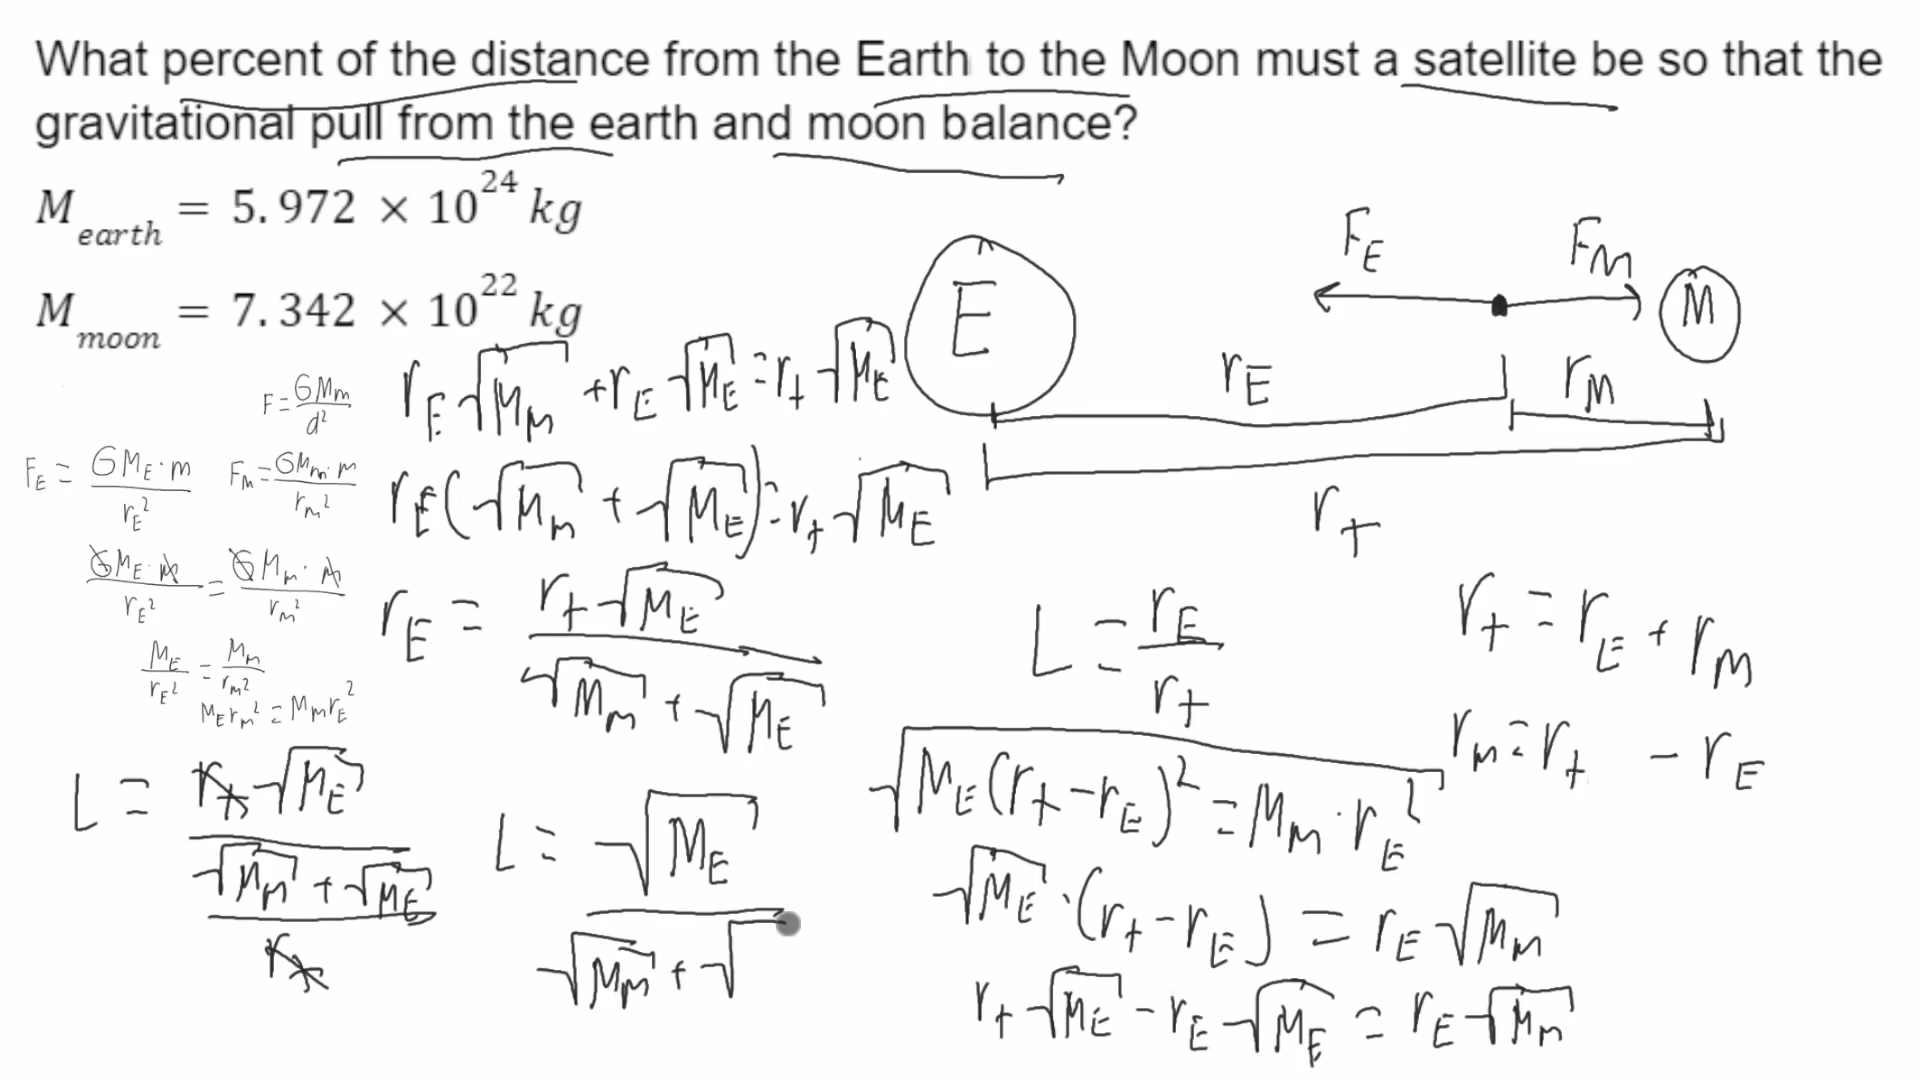 What percent of the distance from the Earth to the Moon must a satellite be so that the
gravitational pull from the earth and moon balance?
M_earth = 5.972 × 10^24 kg
M_moon = 7.342 × 10^22 kg
E
F_E
F_M
M
r_E
r_M
r_t
F = GMm/d²
F_E = GM_E·m/r_E²
F_M = GM_m·m/r_m²
GM_E·m/r_E² = GM_m·m/r_m²
M_E/r_E² = M_m/r_m²
M_E r_m² = M_m r_E²
r_t = r_E + r_M
r_m = r_t - r_E
√M_E(r_t - r_E)² = M_m·r_E²
√M_E·(r_t - r_E) = r_E √M_m
r_t √M_E - r_E √M_E = r_E √M_m
r_E √M_m + r_E √M_E = r_t √M_E
r_E(√M_m + √M_E) = r_t √M_E
r_E = r_t √M_E / √M_m + √M_E
L = r_E/r_t
L = r_t √M_E / √M_m + √M_E / r_t
L = √M_E / √M_m + √